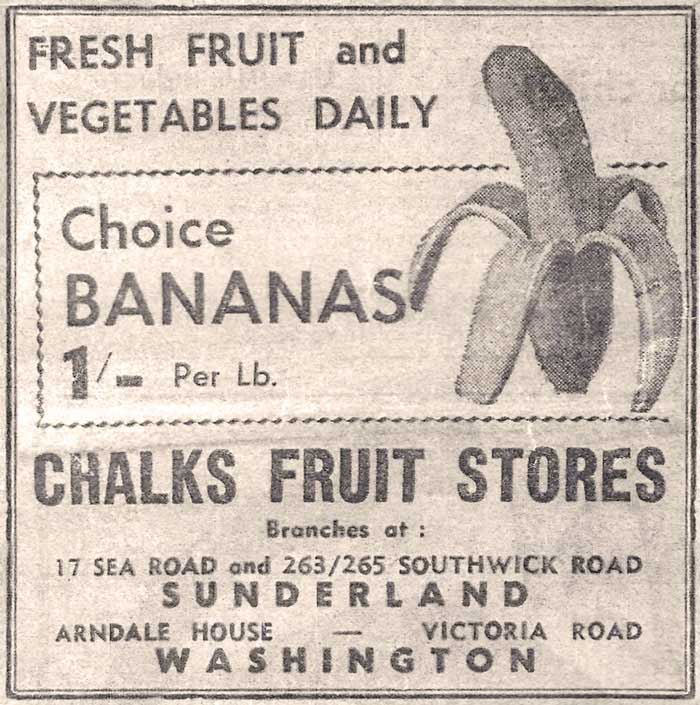 FRESH FRUIT and
VEGETABLES DAILY
Choice
BANANAS
1/- Per Lb.
CHALKS FRUIT STORES
Branches at :
17 SEA ROAD and 263/265 SOUTHWICK ROAD
SUNDERLAND
ARNDALE HOUSE — VICTORIA ROAD
WASHINGTON